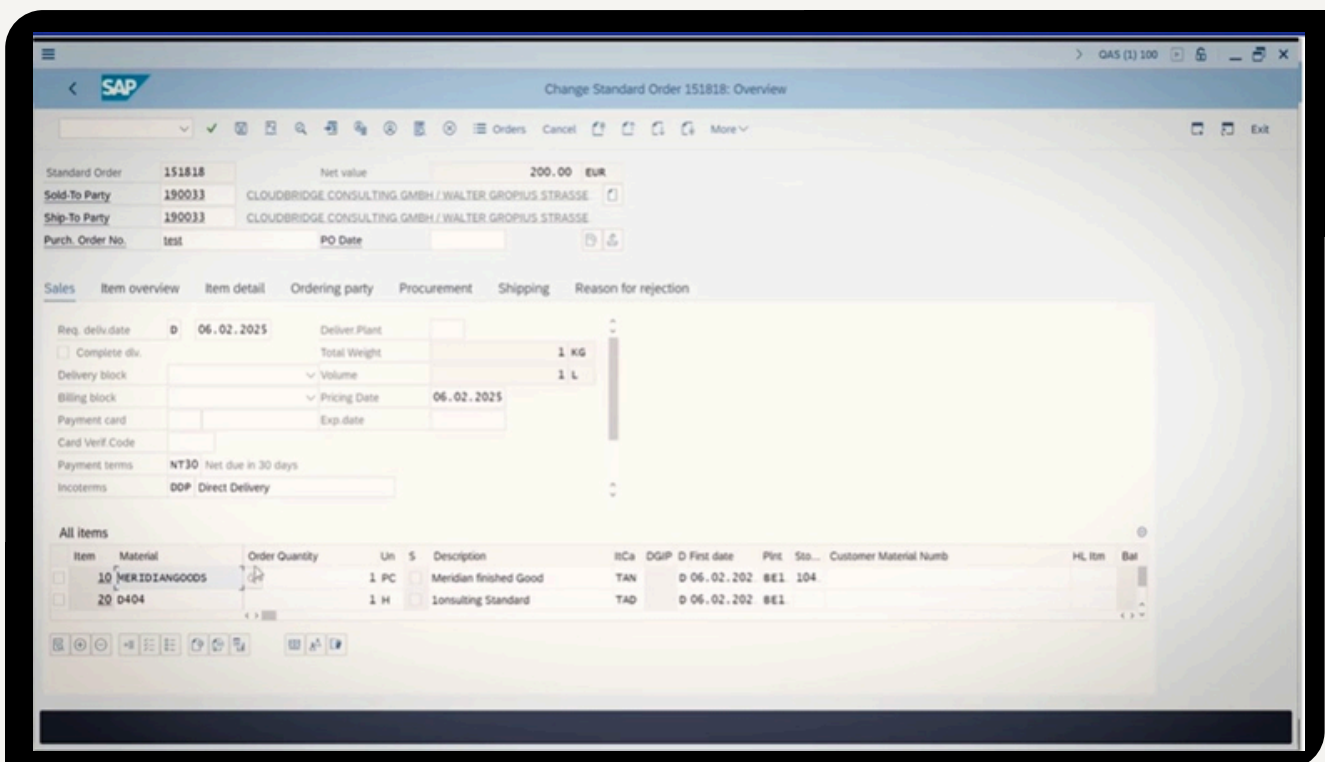 QAS (1) 100
SAP
Change Standard Order 151818: Overview
Orders Cancel More Exit
Standard Order 151818 Net value 200.00 EUR
Sold-To Party 190033 CLOUDBRIDGE CONSULTING GMBH / WALTER GROPIUS STRASSE
Ship-To Party 190033 CLOUDBRIDGE CONSULTING GMBH / WALTER GROPIUS STRASSE
Purch. Order No. test PO Date
Sales Item overview Item detail Ordering party Procurement Shipping Reason for rejection
Req. deliv.date D 06.02.2025 Deliver.Plant
Complete dlv. Total Weight 1 KG
Delivery block Volume 1 L
Billing block Pricing Date 06.02.2025
Payment card Exp.date
Card Verif.Code
Payment terms NT30 Net due in 30 days
Incoterms DDP Direct Delivery
All items
Item Material Order Quantity Un S Description ItCa DGIP D First date Plnt Sto... Customer Material Numb HL Itm Bat
10 MERIDIANGOODS 1 PC Meridian finished Good TAN D 06.02.202 BE1 104
20 D404 1 H 1onsulting Standard TAD D 06.02.202 BE1